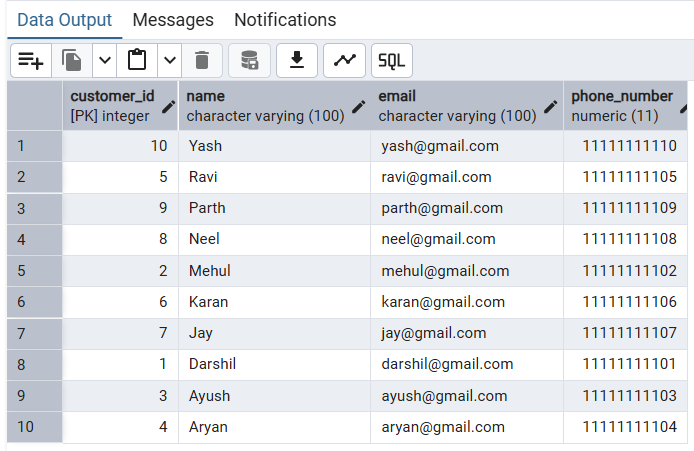 Data Output Messages Notifications
SQL
customer_id name email phone_number
[PK] integer character varying (100) character varying (100) numeric (11)
1 10 Yash yash@gmail.com 11111111110
2 5 Ravi ravi@gmail.com 11111111105
3 9 Parth parth@gmail.com 11111111109
4 8 Neel neel@gmail.com 11111111108
5 2 Mehul mehul@gmail.com 11111111102
6 6 Karan karan@gmail.com 11111111106
7 7 Jay jay@gmail.com 11111111107
8 1 Darshil darshil@gmail.com 11111111101
9 3 Ayush ayush@gmail.com 11111111103
10 4 Aryan aryan@gmail.com 11111111104